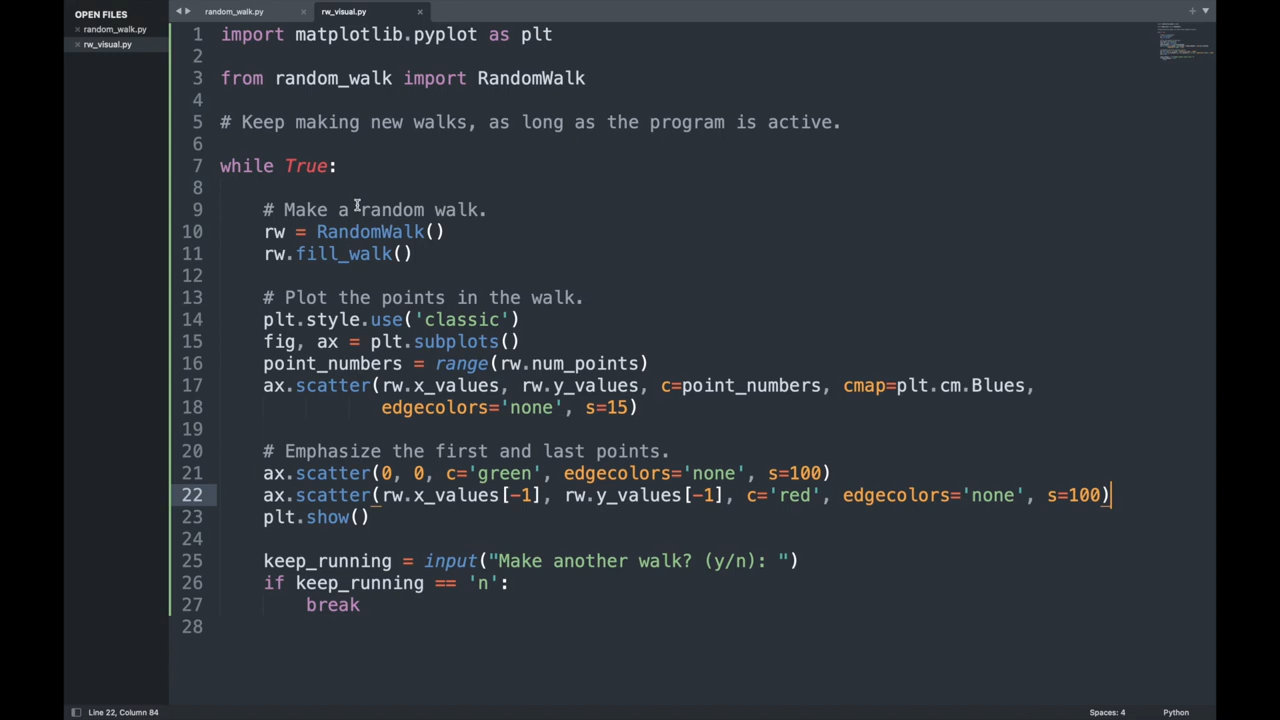 OPEN FILES
random_walk.py
rw_visual.py
random_walk.py
rw_visual.py
1 import matplotlib.pyplot as plt
2
3 from random_walk import RandomWalk
4
5 # Keep making new walks, as long as the program is active.
6
7 while True:
8
9     # Make a random walk.
10     rw = RandomWalk()
11     rw.fill_walk()
12
13     # Plot the points in the walk.
14     plt.style.use('classic')
15     fig, ax = plt.subplots()
16     point_numbers = range(rw.num_points)
17     ax.scatter(rw.x_values, rw.y_values, c=point_numbers, cmap=plt.cm.Blues,
18                edgecolors='none', s=15)
19
20     # Emphasize the first and last points.
21     ax.scatter(0, 0, c='green', edgecolors='none', s=100)
22     ax.scatter(rw.x_values[-1], rw.y_values[-1], c='red', edgecolors='none', s=100)
23     plt.show()
24
25     keep_running = input("Make another walk? (y/n): ")
26     if keep_running == 'n':
27         break
28
Line 22, Column 84
Spaces: 4
Python